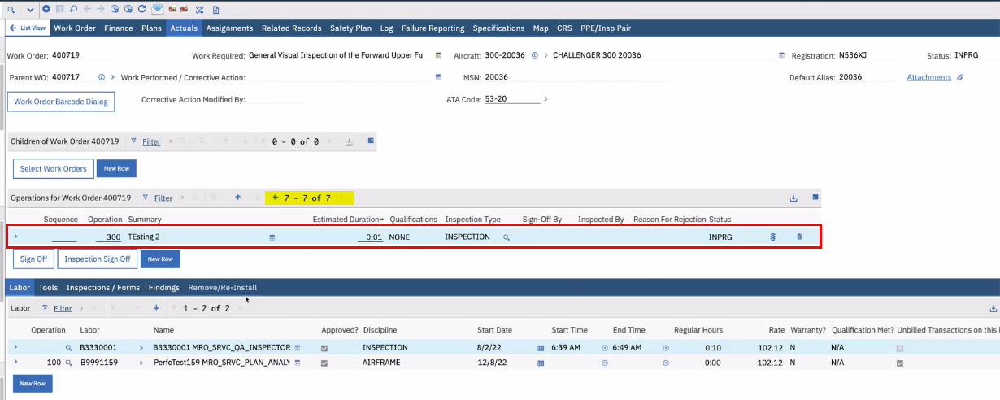 List View Work Order Finance Plans Actuals Assignments Related Records Safety Plan Log Failure Reporting Specifications Map CRS PPE/Insp Pair
Work Order: 400719 Work Required: General Visual Inspection of the Forward Upper Fu Aircraft: 300-20036 CHALLENGER 300 20036 Registration: N536XJ Status: INPRG
Parent WO: 400717 Work Performed / Corrective Action: MSN: 20036 Default Alias: 20036 Attachments
Work Order Barcode Dialog Corrective Action Modified By: ATA Code: 53-20
Children of Work Order 400719 Filter 0 - 0 of 0
Select Work Orders New Row
Operations for Work Order 400719 Filter 7 - 7 of 7
Sequence Operation Summary Estimated Duration Qualifications Inspection Type Sign-Off By Inspected By Reason For Rejection Status
300 TEsting 2 0:01 NONE INSPECTION INPRG
Sign Off Inspection Sign Off New Row
Labor Tools Inspections / Forms Findings Remove/Re-Install
Labor Filter 1 - 2 of 2
Operation Labor Name Approved? Discipline Start Date Start Time End Time Regular Hours Rate Warranty? Qualification Met? Unbilled Transactions on this
B3330001 B3330001 MRO_SRVC_QA_INSPECTOR INSPECTION 8/2/22 6:39 AM 6:49 AM 0:10 102.12 N N/A
100 B9991159 PerfoTest159 MRO_SRVC_PLAN_ANALY AIRFRAME 12/8/22 0:00 102.12 N N/A
New Row